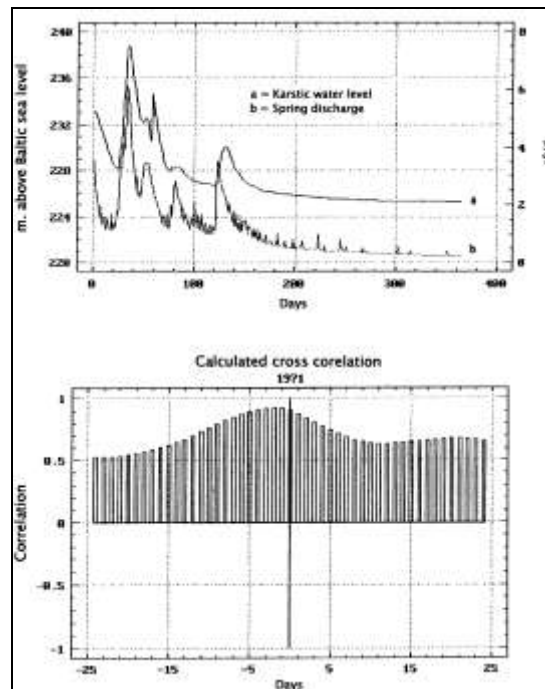 240
8
236
6
a = Karstic water level
b = Spring discharge
232
4
228
224
a
2
b
220
0
0 100 200 300 400
Days
m. above Baltic sea level
Calculated cross corelation
1971
1
0.5
0
-0.5
-1
-25 -15 -5 5 15 25
Days
Correlation